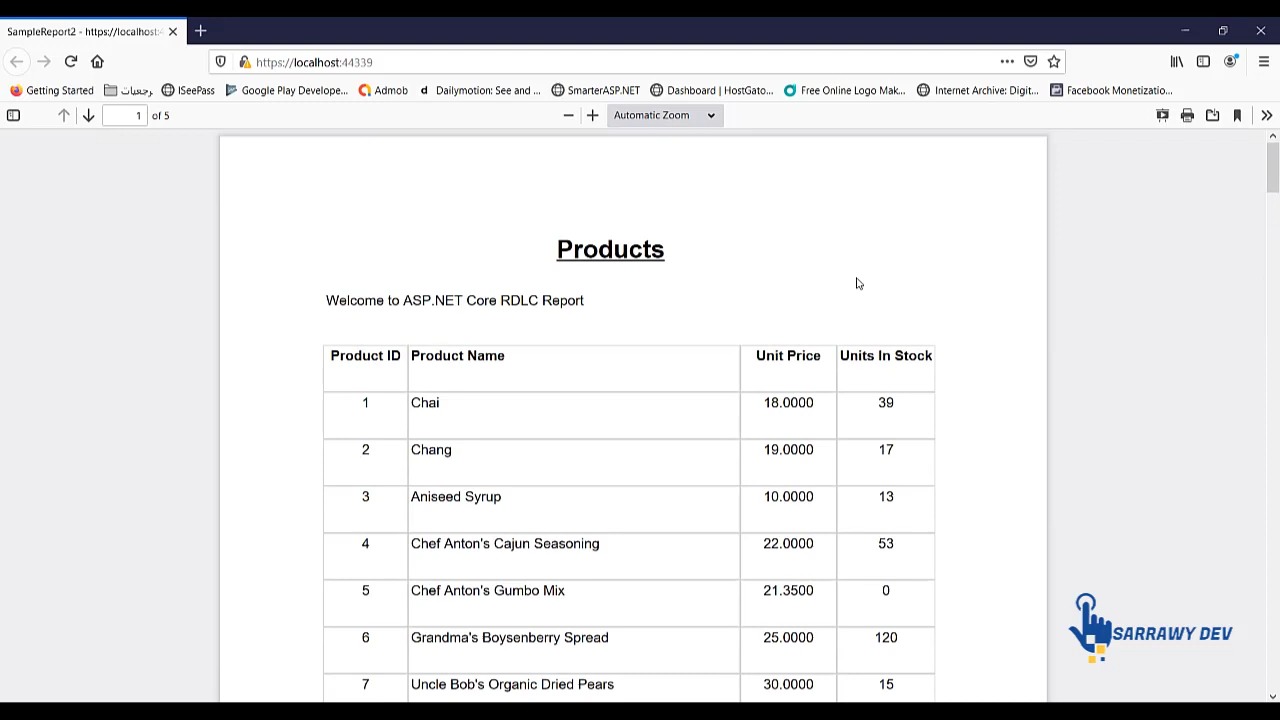 SampleReport2 - https://localhost:
https://localhost:44339
Getting Started
ISeePass
Google Play Develope...
Admob
d Dailymotion: See and ...
SmarterASP.NET
Dashboard | HostGato...
Free Online Logo Mak...
Internet Archive: Digit...
Facebook Monetizatio...
1 of 5
Automatic Zoom
Products
Welcome to ASP.NET Core RDLC Report
Product ID Product Name Unit Price Units In Stock
1 Chai 18.0000 39
2 Chang 19.0000 17
3 Aniseed Syrup 10.0000 13
4 Chef Anton's Cajun Seasoning 22.0000 53
5 Chef Anton's Gumbo Mix 21.3500 0
6 Grandma's Boysenberry Spread 25.0000 120
7 Uncle Bob's Organic Dried Pears 30.0000 15
SARRAWY DEV